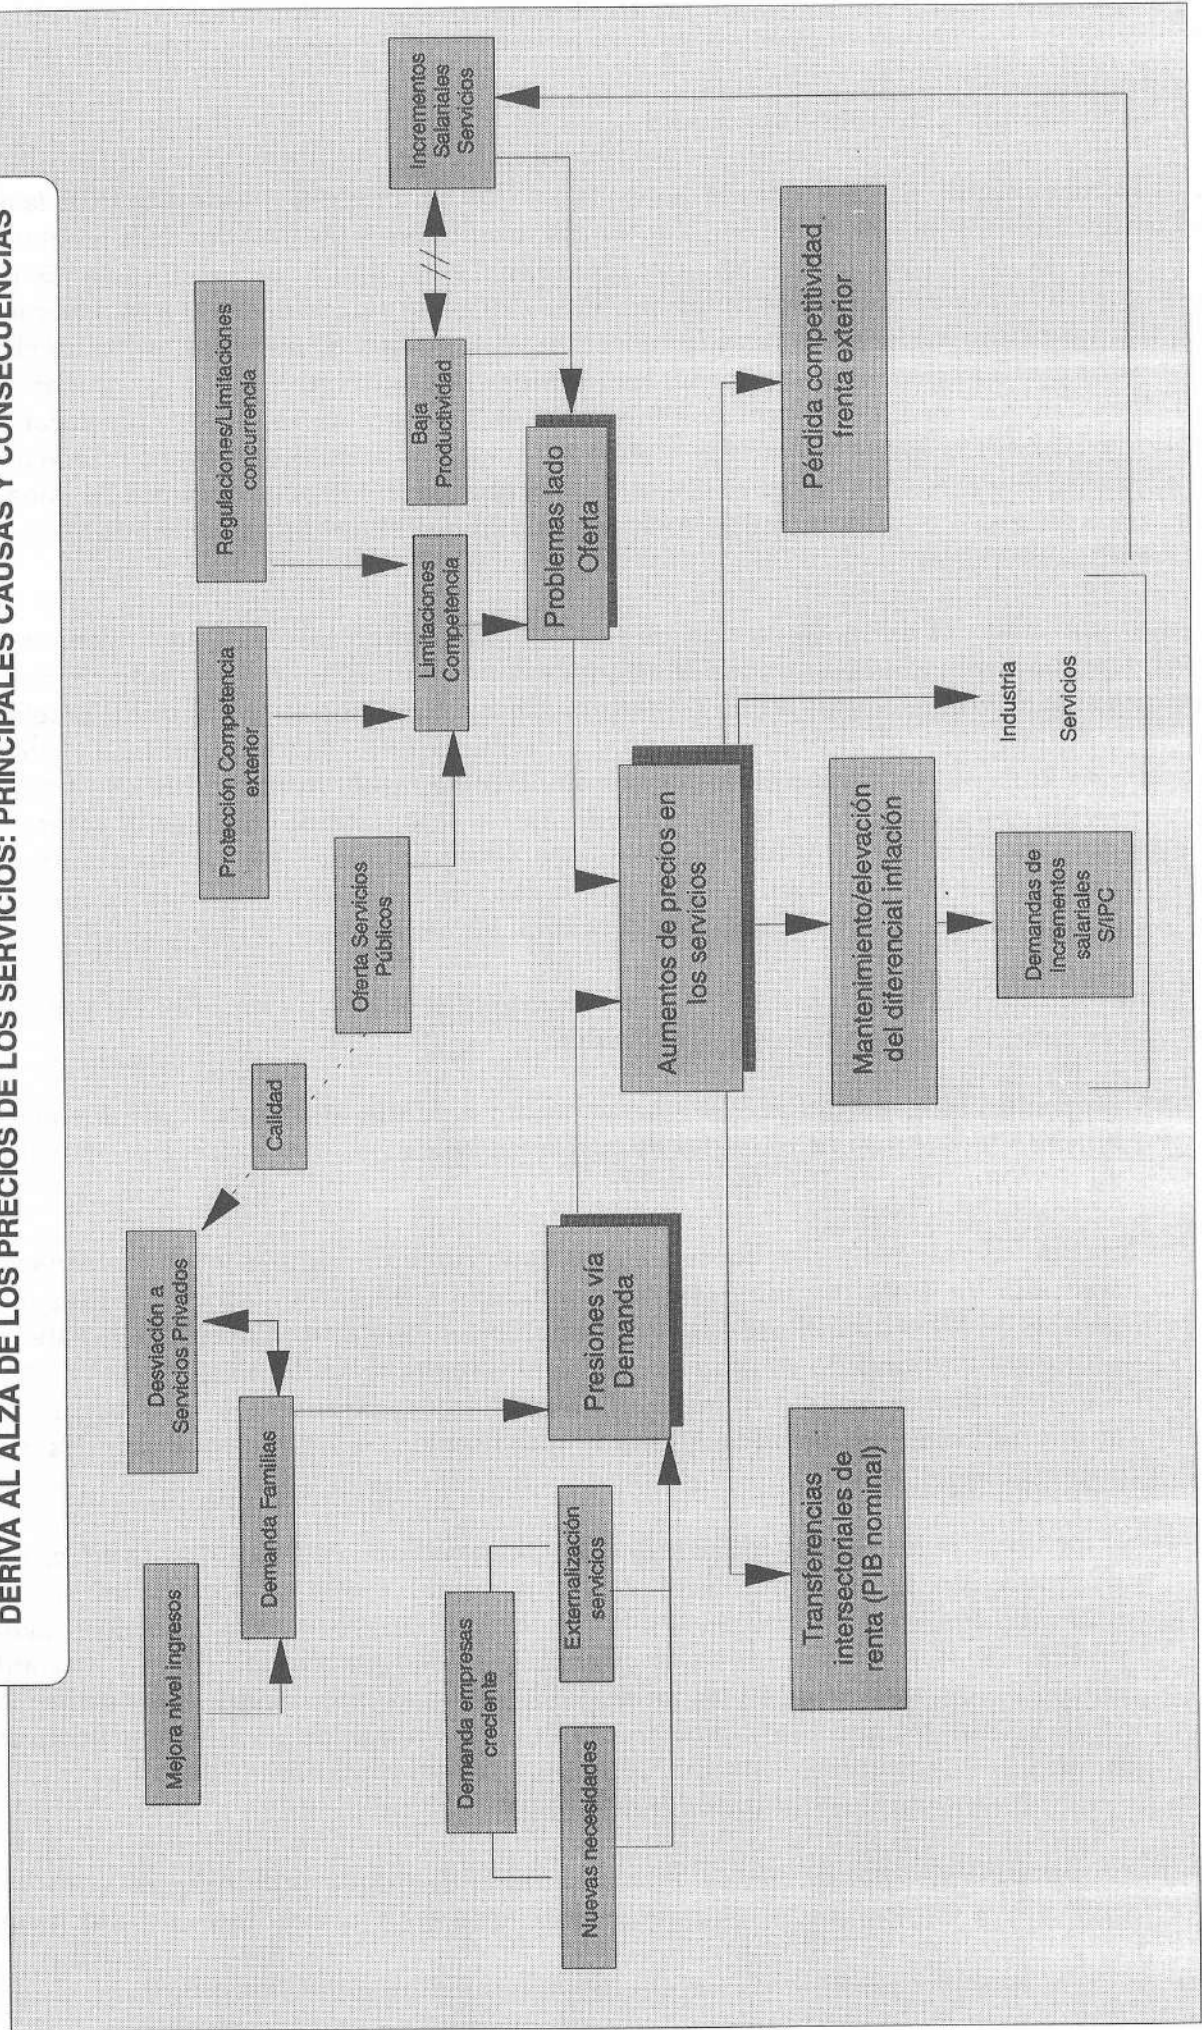 DERIVA AL ALZA DE LOS PRECIOS DE LOS SERVICIOS: PRINCIPALES CAUSAS Y CONSECUENCIAS
Mejora nivel ingresos
Desviación a
Servicios Privados
Demanda Familias
Calidad
Protección Competencia
exterior
Regulaciones/Limitaciones
concurrencia
Oferta Servicios
Públicos
Limitaciones
Competencia
Baja
Productividad
Incrementos
Salariales
Servicios
Demanda empresas
creciente
Nuevas necesidades
Externalización
servicios
Presiones vía
Demanda
Problemas lado
Oferta
Aumentos de precios en
los servicios
Transferencias
intersectoriales de
renta (PIB nominal)
Mantenimiento/elevación
del diferencial inflación
Pérdida competitividad
frenta exterior
Demandas de
Incrementos
salariales
S/IPC
Industria
Servicios